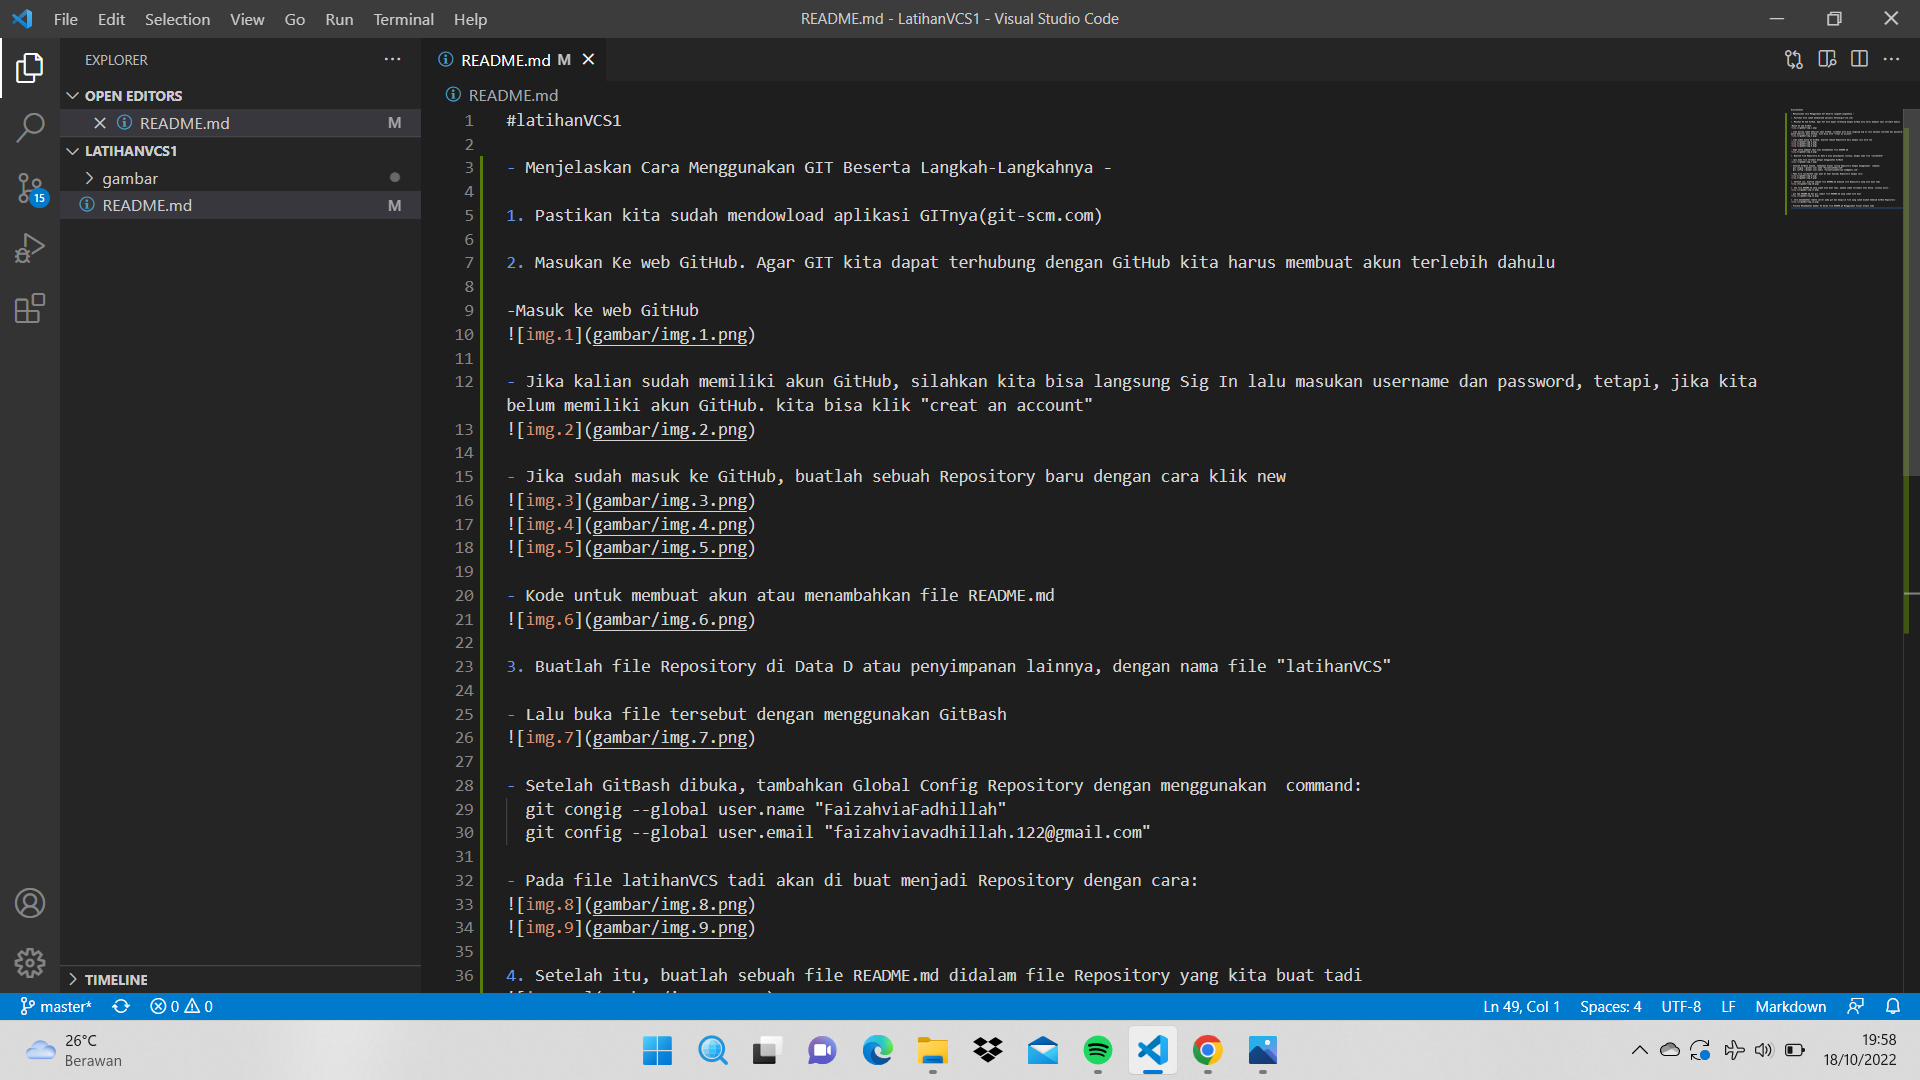 File Edit Selection View Go Run Terminal Help
README.md - LatihanVCS1 - Visual Studio Code
EXPLORER
OPEN EDITORS
README.md M
LATIHANVCS1
gambar
README.md M
TIMELINE
15
README.md M
README.md
1 #latihanVCS1
2
3 - Menjelaskan Cara Menggunakan GIT Beserta Langkah-Langkahnya -
4
5 1. Pastikan kita sudah mendowload aplikasi GITnya(git-scm.com)
6
7 2. Masukan Ke web GitHub. Agar GIT kita dapat terhubung dengan GitHub kita harus membuat akun terlebih dahulu
8
9 -Masuk ke web GitHub
10 ![img.1](gambar/img.1.png)
11
12 - Jika kalian sudah memiliki akun GitHub, silahkan kita bisa langsung Sig In lalu masukan username dan password, tetapi, jika kita
belum memiliki akun GitHub. kita bisa klik "creat an account"
13 ![img.2](gambar/img.2.png)
14
15 - Jika sudah masuk ke GitHub, buatlah sebuah Repository baru dengan cara klik new
16 ![img.3](gambar/img.3.png)
17 ![img.4](gambar/img.4.png)
18 ![img.5](gambar/img.5.png)
19
20 - Kode untuk membuat akun atau menambahkan file README.md
21 ![img.6](gambar/img.6.png)
22
23 3. Buatlah file Repository di Data D atau penyimpanan lainnya, dengan nama file "latihanVCS"
24
25 - Lalu buka file tersebut dengan menggunakan GitBash
26 ![img.7](gambar/img.7.png)
27
28 - Setelah GitBash dibuka, tambahkan Global Config Repository dengan menggunakan  command:
29 git congig --global user.name "FaizahviaFadhillah"
30 git config --global user.email "faizahviavadhillah.122@gmail.com"
31
32 - Pada file latihanVCS tadi akan di buat menjadi Repository dengan cara:
33 ![img.8](gambar/img.8.png)
34 ![img.9](gambar/img.9.png)
35
36 4. Setelah itu, buatlah sebuah file README.md didalam file Repository yang kita buat tadi
master* 0 0
Ln 49, Col 1 Spaces: 4 UTF-8 LF Markdown
26°C
Berawan
19:58
18/10/2022